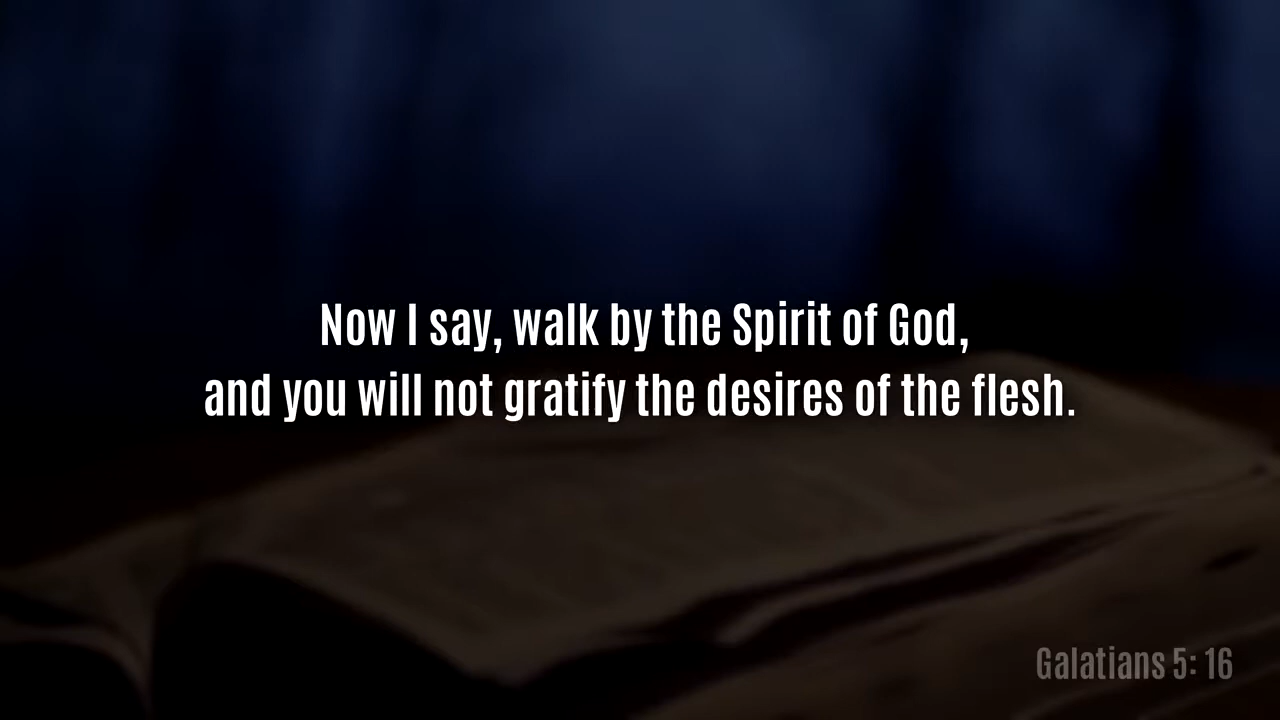 Now I say, walk by the Spirit of God,
and you will not gratify the desires of the flesh.
Galatians 5: 16